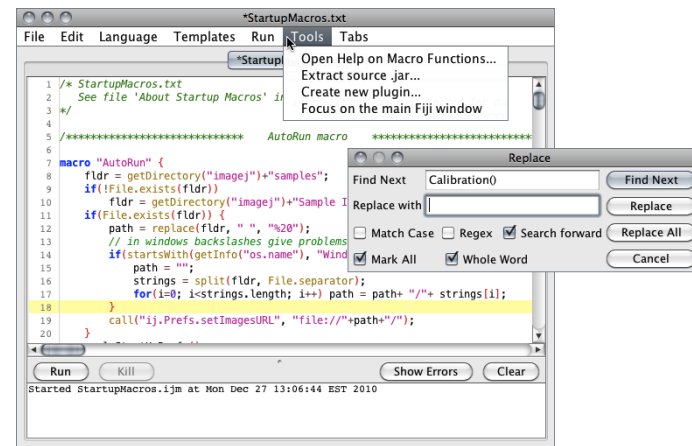 *StartupMacros.txt
File Edit Language Templates Run Tools Tabs
*Startup
Open Help on Macro Functions...
Extract source .jar...
Create new plugin...
Focus on the main Fiji window
1 /* StartupMacros.txt
2 See file 'About Startup Macros' in
3 */
4
5 /**************************** AutoRun macro *************************
6
7 macro "AutoRun" {
8 fldr = getDirectory("imagej")+"samples";
9 if(!File.exists(fldr))
10 fldr = getDirectory("imagej")+"Sample I
11 if(File.exists(fldr)) {
12 path = replace(fldr, " ", "%20");
13 // in windows backslashes give problems
14 if(startsWith(getInfo("os.name"), "Wind
15 path = "";
16 strings = split(fldr, File.separator);
17 for(i=0; i<strings.length; i++) path = path+ "/"+ strings[i];
18 }
19 call("ij.Prefs.setImagesURL", "file://"+path+"/");
20 }
Replace
Find Next Calibration() Find Next
Replace with Replace
Match Case Regex Search forward Replace All
Mark All Whole Word Cancel
Run Kill Show Errors Clear
Started StartupMacros.ijm at Mon Dec 27 13:06:44 EST 2010